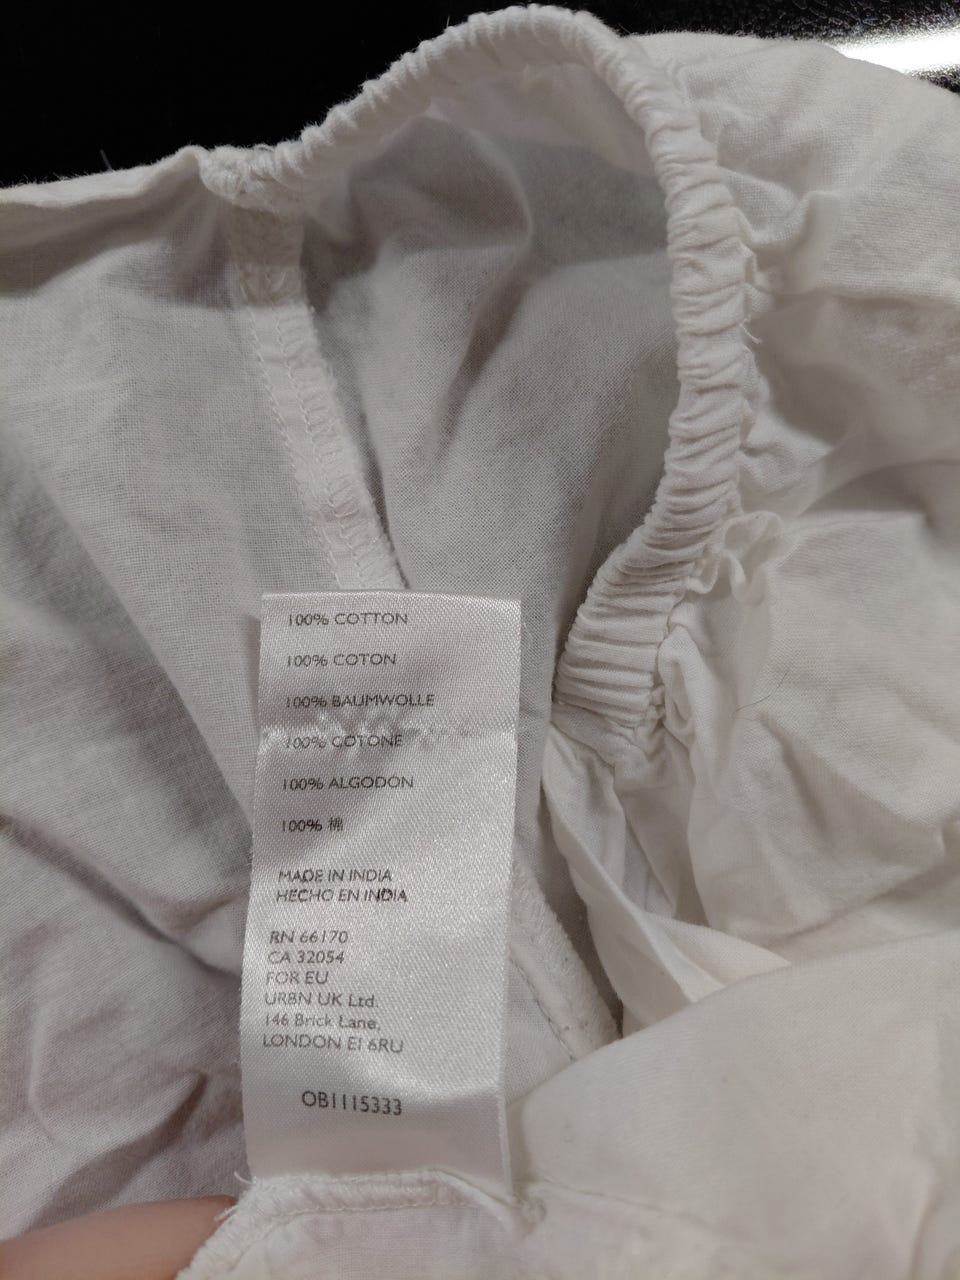 100% COTTON
100% COTON
100% BAUMWOLLE
100% COTONE
100% ALGODÓN
100% 棉
MADE IN INDIA
HECHO EN INDIA
RN 66170
CA 32054
FOR EU
URBN UK Ltd.
146 Brick Lane,
LONDON E1 6RU
OB1115333